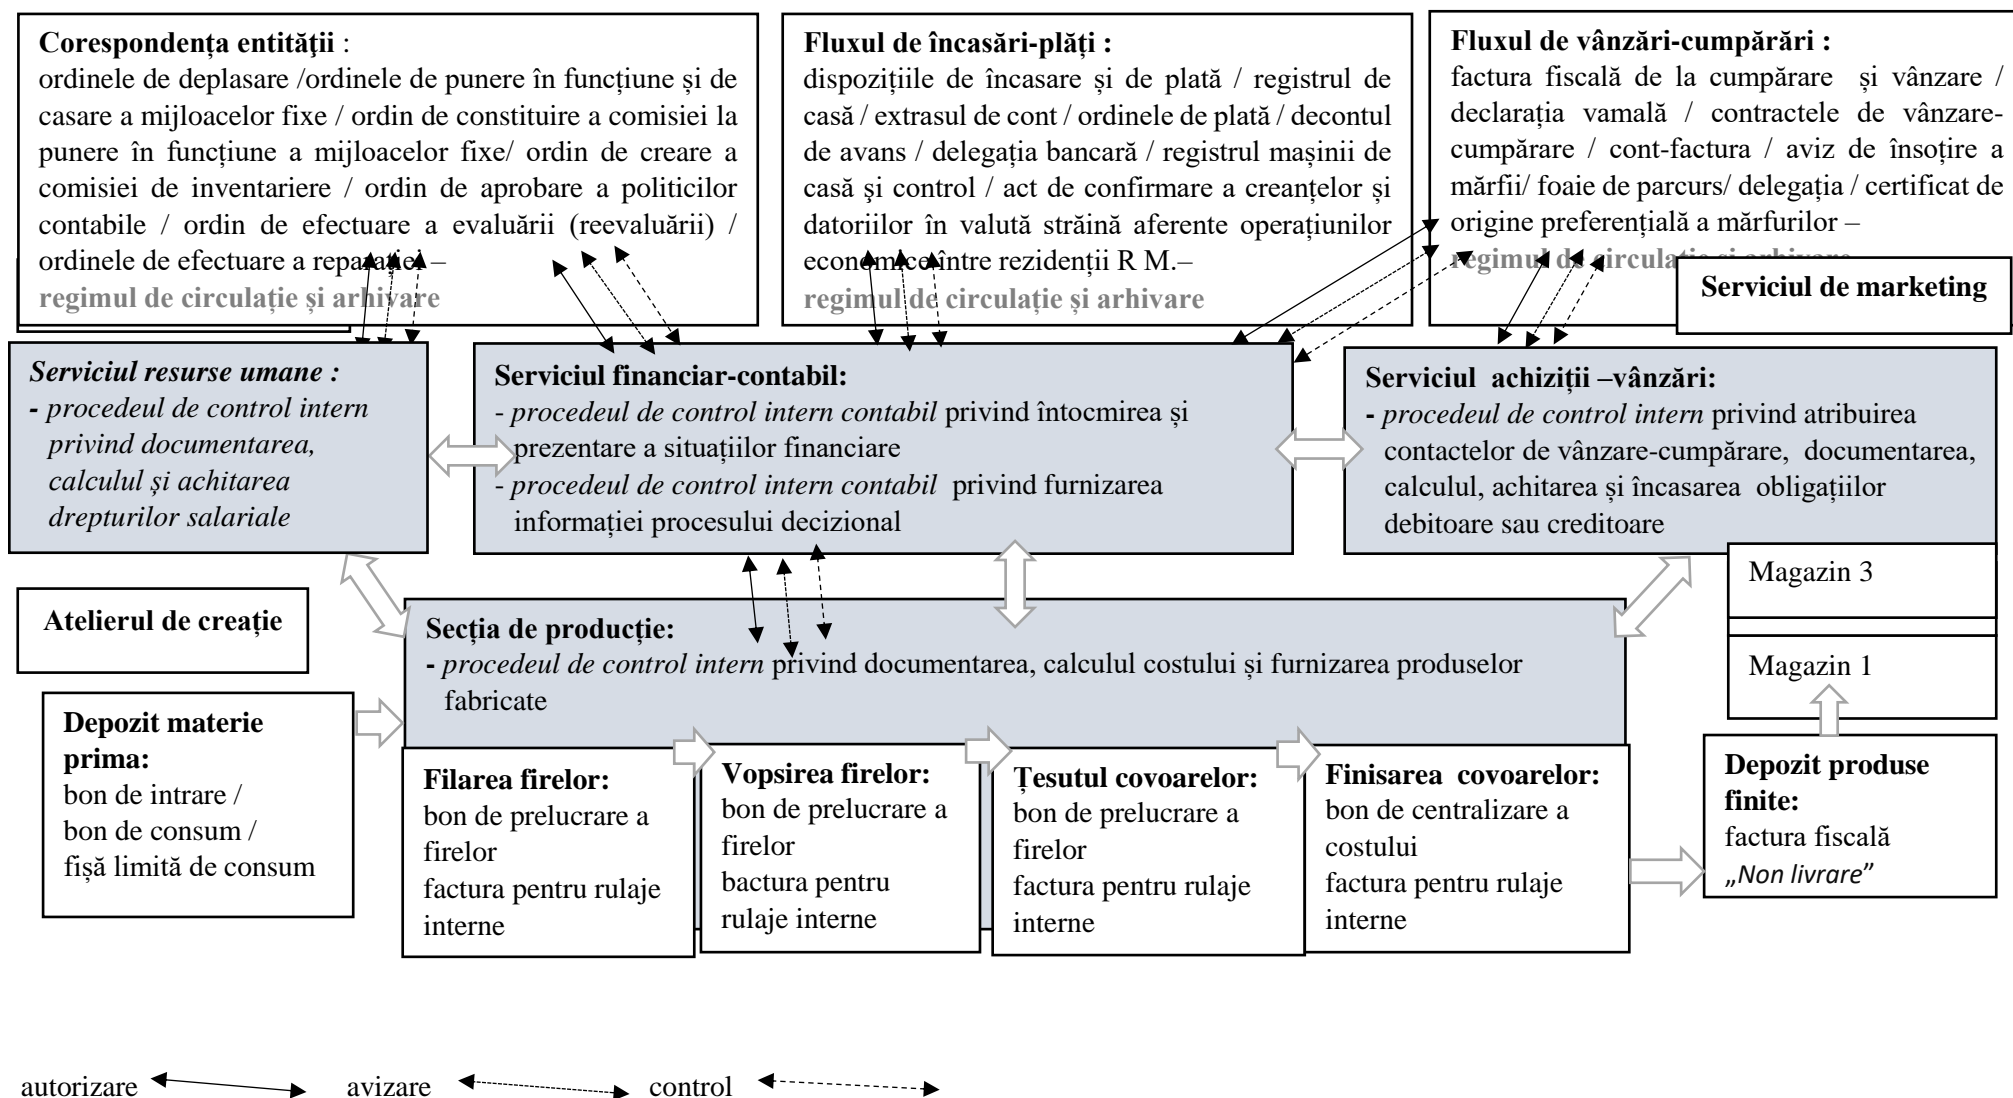 Corespondența entităţii :
ordinele de deplasare /ordinele de punere în funcțiune și de
casare a mijloacelor fixe / ordin de constituire a comisiei la
punere în funcțiune a mijloacelor fixe/ ordin de creare a
comisiei de inventariere / ordin de aprobare a politicilor
contabile / ordin de efectuare a evaluării (reevaluării) /
ordinele de efectuare a reparației –
regimul de circulație și arhivare
Fluxul de încasări-plăți :
dispozițiile de încasare și de plată / registrul de
casă / extrasul de cont / ordinele de plată / decontul
de avans / delegația bancară / registrul mașinii de
casă şi control / act de confirmare a creanțelor și
datoriilor în valută străină aferente operațiunilor
economice între rezidenții R M.–
regimul de circulație și arhivare
Fluxul de vânzări-cumpărări :
factura fiscală de la cumpărare și vânzare /
declarația vamală / contractele de vânzare-
cumpărare / cont-factura / aviz de însoțire a
mărfii/ foaie de parcurs/ delegația / certificat de
origine preferențială a mărfurilor –
regimul de circulație și arhivare
Serviciul de marketing
Serviciul resurse umane :
- procedeul de control intern
privind documentarea,
calculul și achitarea
drepturilor salariale
Serviciul financiar-contabil:
- procedeul de control intern contabil privind întocmirea și
prezentare a situațiilor financiare
- procedeul de control intern contabil privind furnizarea
informației procesului decizional
Serviciul achiziții –vânzări:
- procedeul de control intern privind atribuirea
contactelor de vânzare-cumpărare, documentarea,
calculul, achitarea și încasarea obligațiilor
debitoare sau creditoare
Atelierul de creație
Secția de producție:
- procedeul de control intern privind documentarea, calculul costului și furnizarea produselor
fabricate
Magazin 3
Magazin 1
Depozit materie
prima:
bon de intrare /
bon de consum /
fișă limită de consum
Filarea firelor:
bon de prelucrare a
firelor
factura pentru rulaje
interne
Vopsirea firelor:
bon de prelucrare a
firelor
bactura pentru
rulaje interne
Țesutul covoarelor:
bon de prelucrare a
firelor
factura pentru rulaje
interne
Finisarea covoarelor:
bon de centralizare a
costului
factura pentru rulaje
interne
Depozit produse
finite:
factura fiscală
„Non livrare”
autorizare avizare control